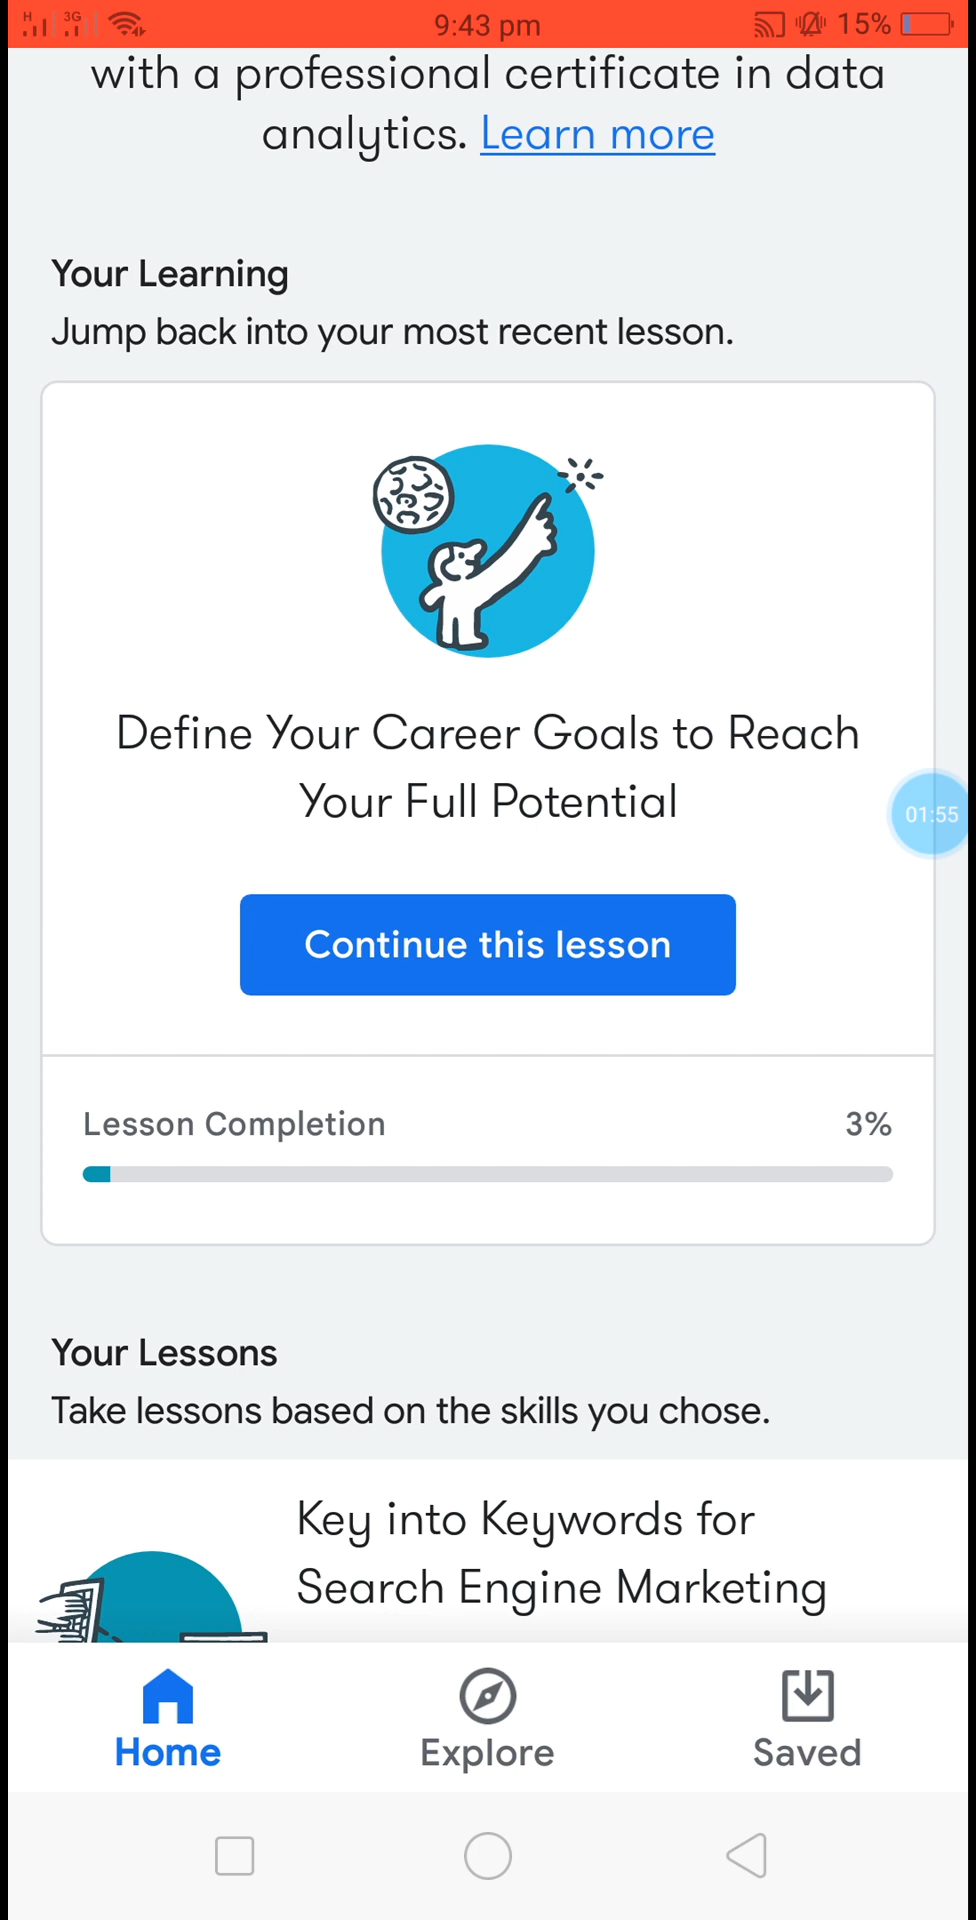 H 3G 9:43 pm 15%
with a professional certificate in data
analytics. Learn more
Your Learning
Jump back into your most recent lesson.
Define Your Career Goals to Reach
Your Full Potential
01:55
Continue this lesson
Lesson Completion 3%
Your Lessons
Take lessons based on the skills you chose.
Key into Keywords for
Search Engine Marketing
Home Explore Saved